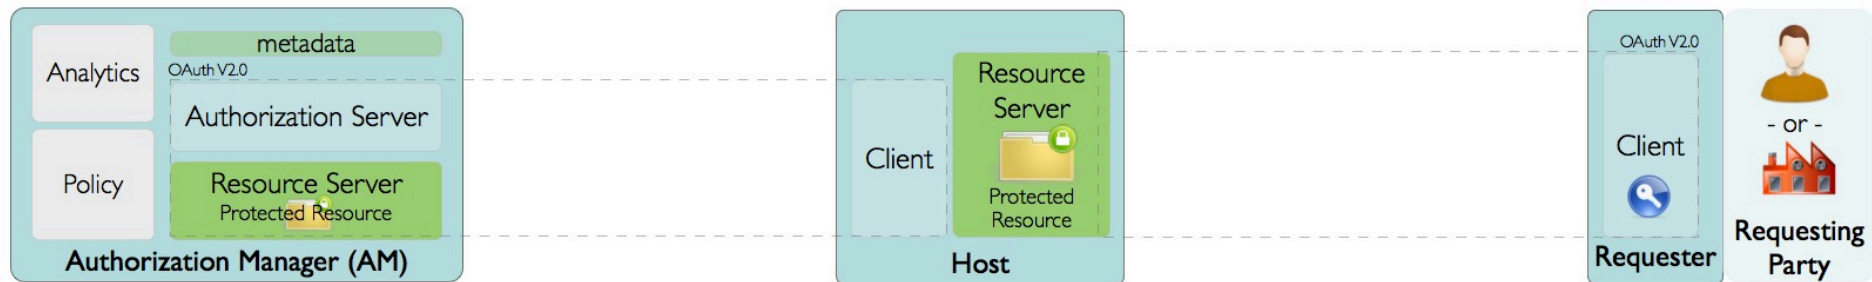 Analytics
Policy
metadata
OAuth V2.0
Authorization Server
Resource Server
Protected Resource
Authorization Manager (AM)
Client
Resource
Server
Protected
Resource
Host
OAuth V2.0
Client
Requester
- or -
Requesting
Party